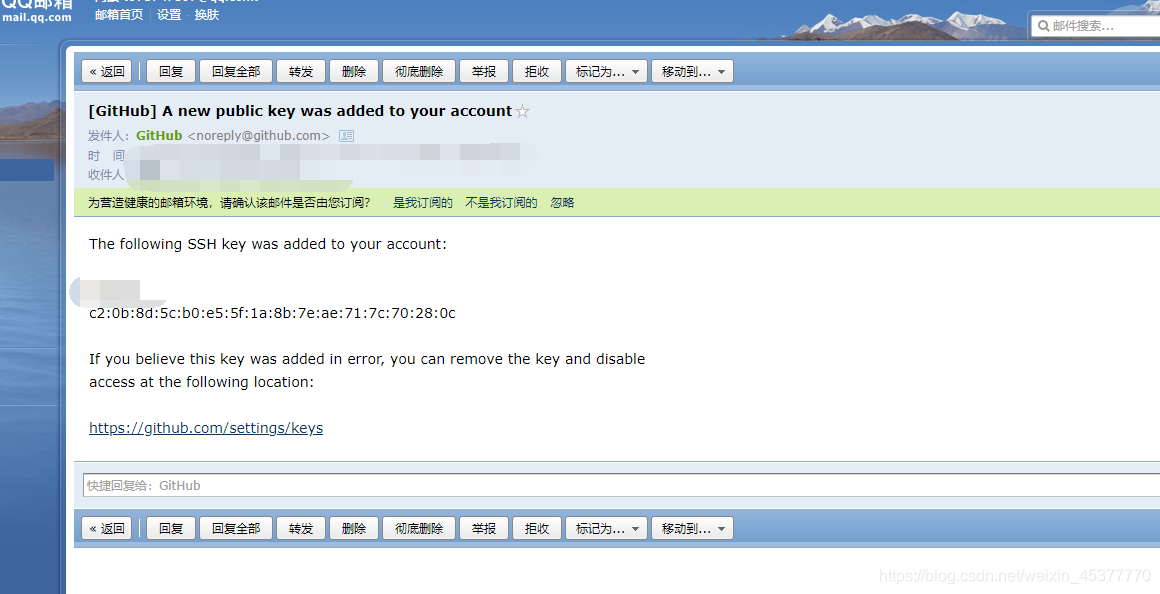 QQ邮箱
mail.qq.com
邮箱首页 | 设置 - 换肤
邮件搜索...
« 返回 回复 回复全部 转发 删除 彻底删除 举报 拒收 标记为... 移动到...
[GitHub] A new public key was added to your account
发件人：GitHub <noreply@github.com>
时 间
收件人
为营造健康的邮箱环境，请确认该邮件是否由您订阅？ 是我订阅的 不是我订阅的 忽略
The following SSH key was added to your account:
c2:0b:8d:5c:b0:e5:5f:1a:8b:7e:ae:71:7c:70:28:0c
If you believe this key was added in error, you can remove the key and disable
access at the following location:
https://github.com/settings/keys
快捷回复给：GitHub
« 返回 回复 回复全部 转发 删除 彻底删除 举报 拒收 标记为... 移动到...
https://blog.csdn.net/weixin_45377770